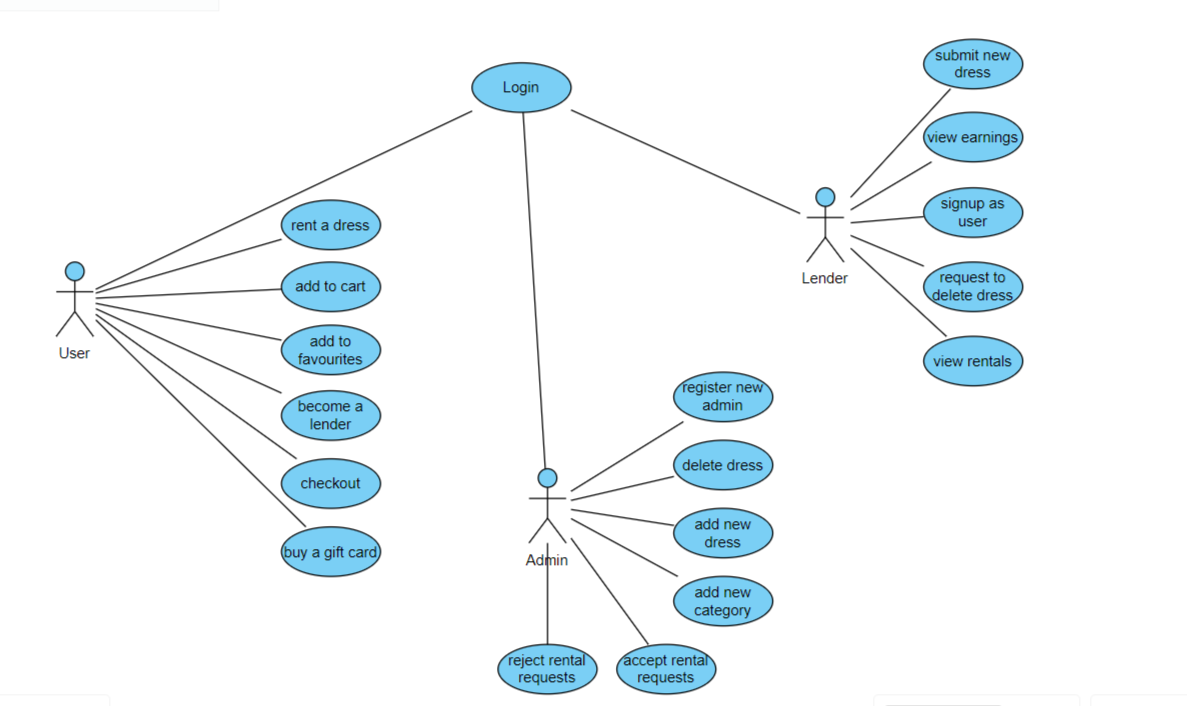 Login
rent a dress
add to cart
add to
favourites
become a
lender
checkout
buy a gift card
User
submit new
dress
view earnings
signup as
user
request to
delete dress
view rentals
Lender
register new
admin
delete dress
add new
dress
add new
category
accept rental
requests
reject rental
requests
Admin